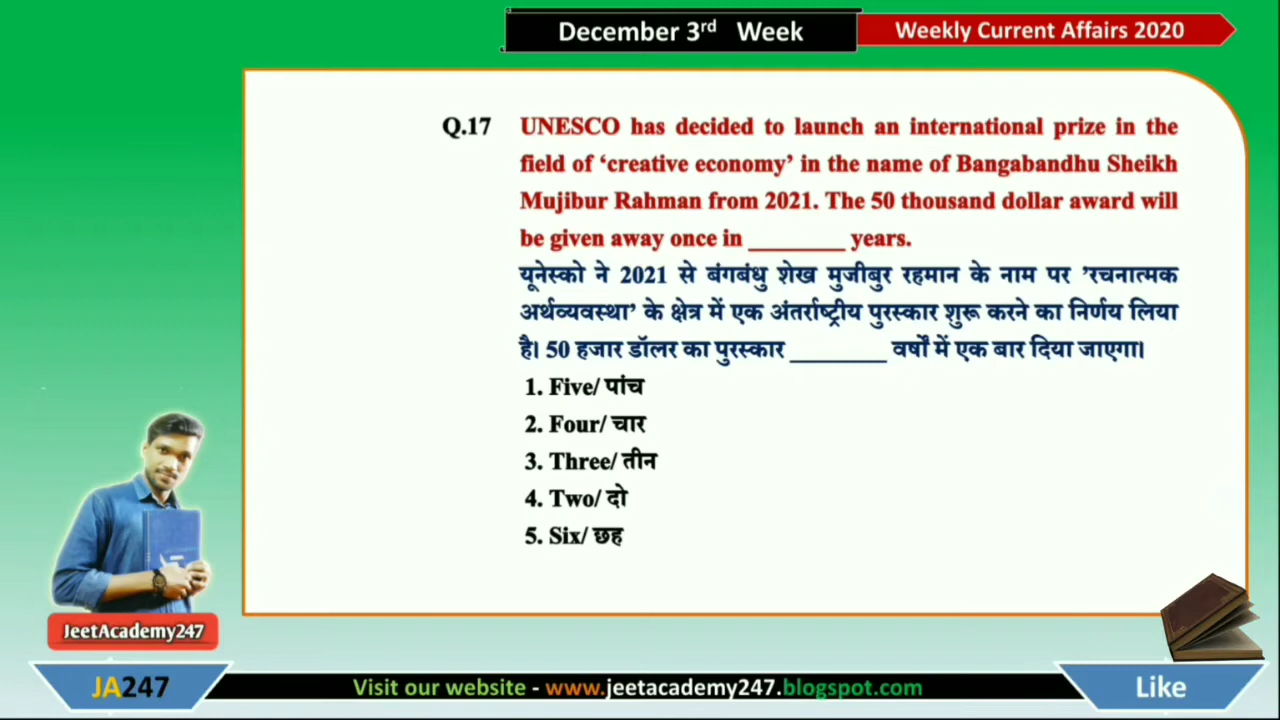 December 3rd Week
Weekly Current Affairs 2020
Q.17 UNESCO has decided to launch an international prize in the
field of ‘creative economy’ in the name of Bangabandhu Sheikh
Mujibur Rahman from 2021. The 50 thousand dollar award will
be given away once in ________ years.
यूनेस्को ने 2021 से बंगबंधु शेख मुजीबुर रहमान के नाम पर ’रचनात्मक
अर्थव्यवस्था’ के क्षेत्र में एक अंतर्राष्ट्रीय पुरस्कार शुरू करने का निर्णय लिया
है। 50 हजार डॉलर का पुरस्कार ________ वर्षों में एक बार दिया जाएगा।
1. Five/ पांच
2. Four/ चार
3. Three/ तीन
4. Two/ दो
5. Six/ छह
JeetAcademy247
JA247
Visit our website - www.jeetacademy247.blogspot.com
Like